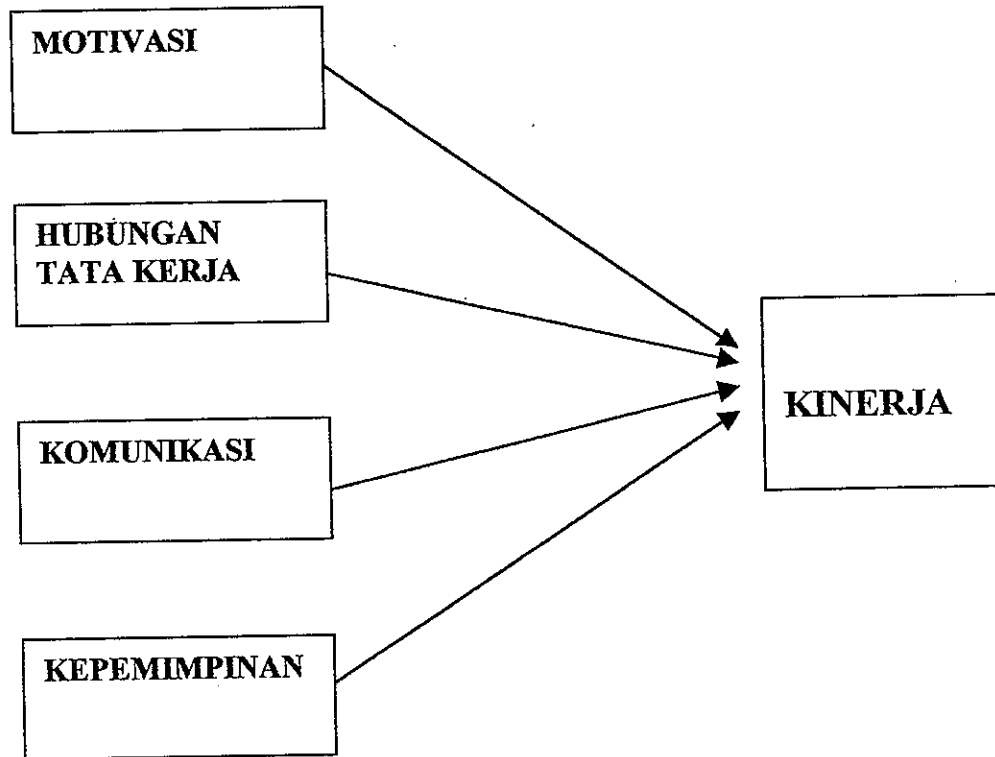 MOTIVASI
HUBUNGAN
TATA KERJA
KOMUNIKASI
KEPEMIMPINAN
KINERJA